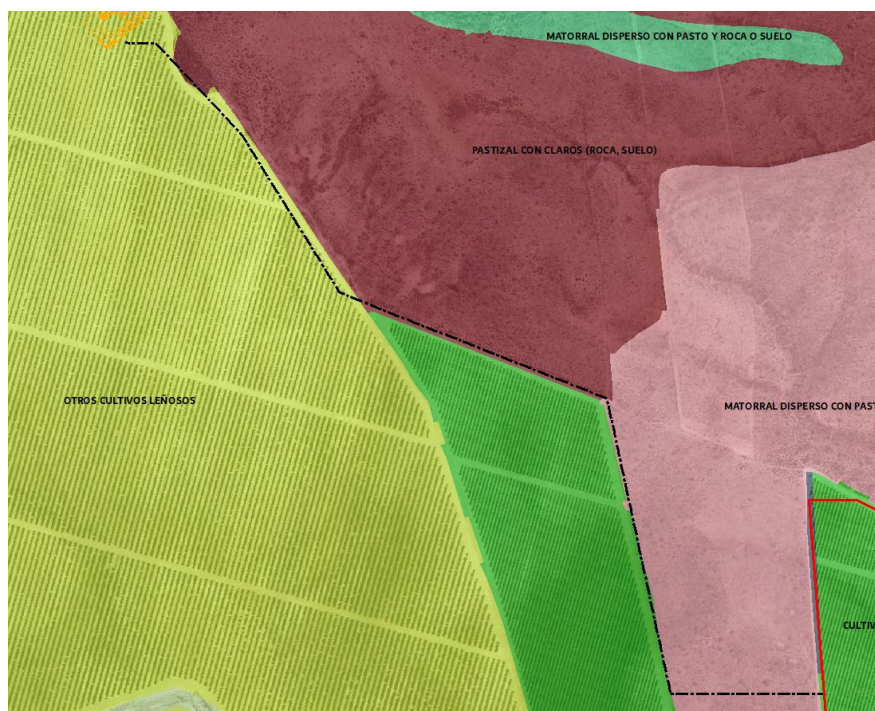 MATORRAL DISPERSO CON PASTO Y ROCA O SUELO
PASTIZAL CON CLAROS (ROCA, SUELO)
OTROS CULTIVOS LEÑOSOS
MATORRAL DISPERSO CON PAST
CULTIV